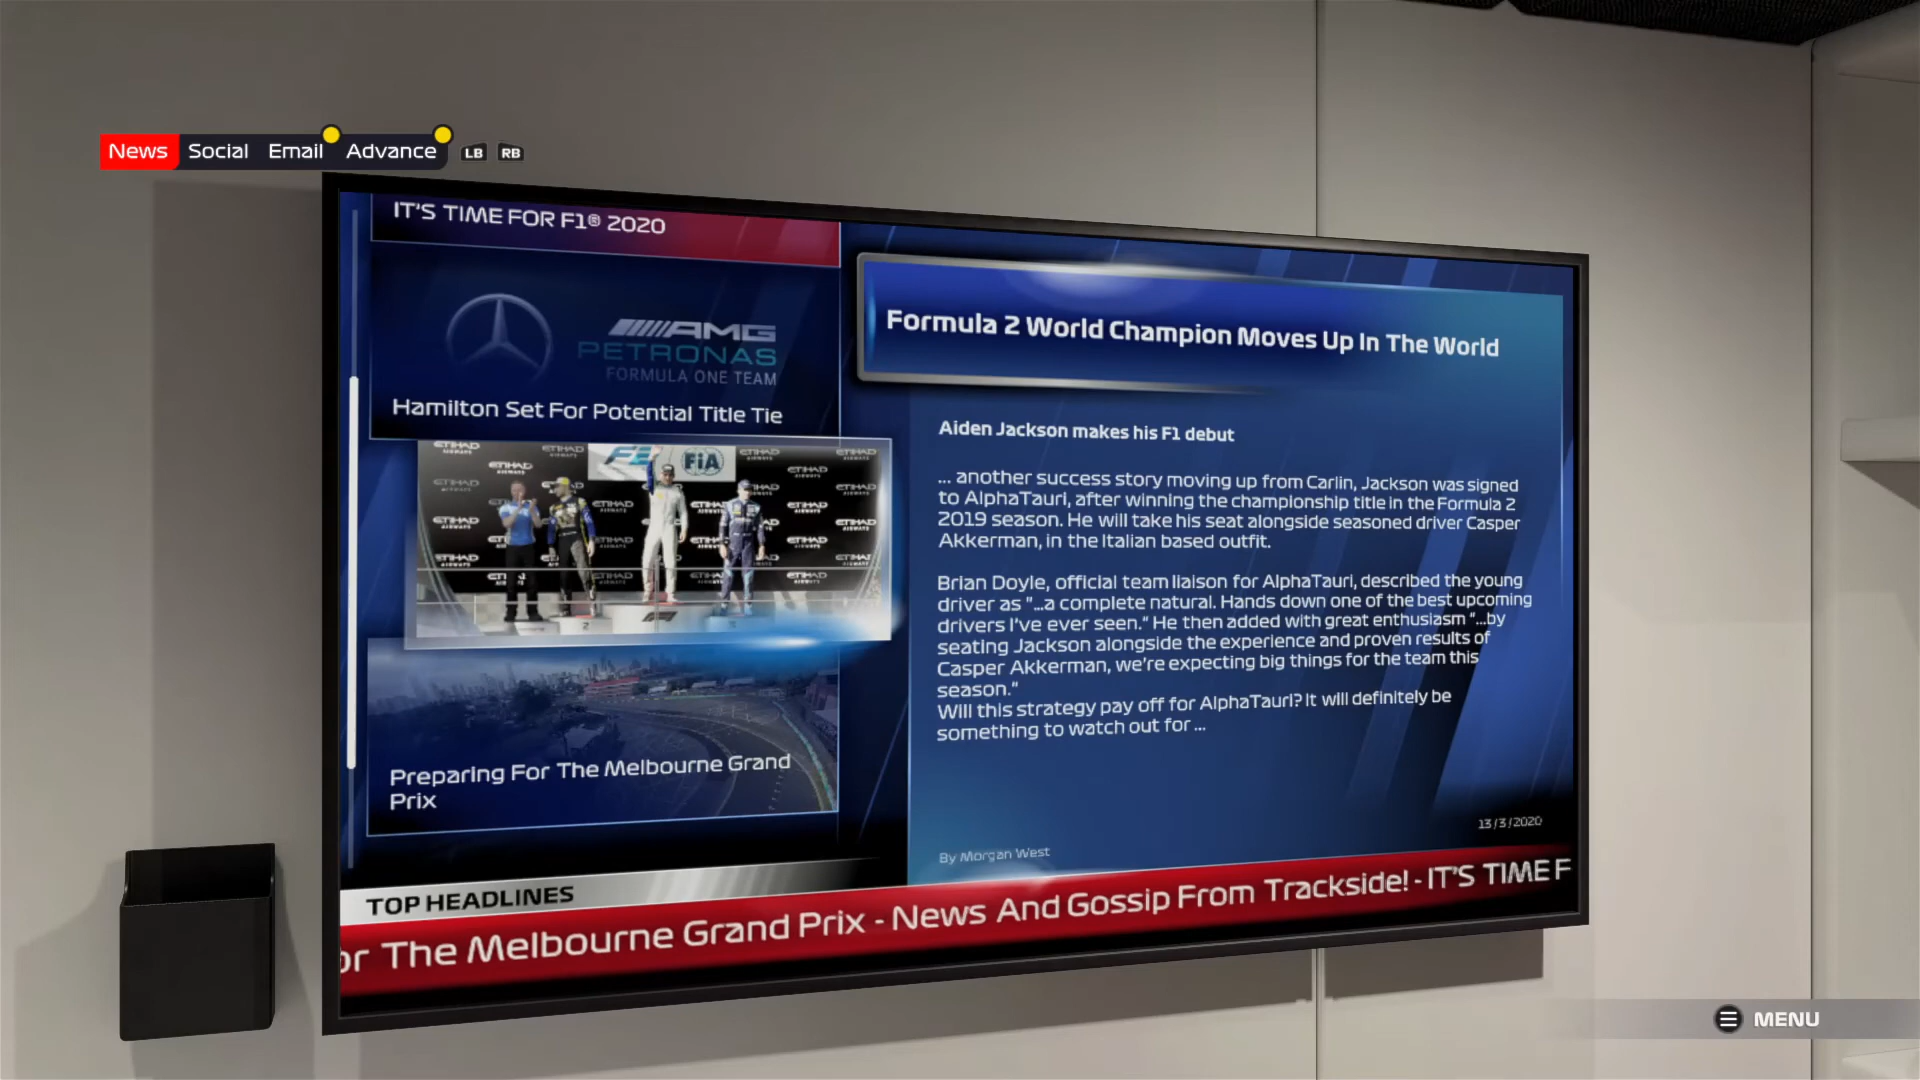 News Social Email Advance LB RB
IT'S TIME FOR F1® 2020
AMG
PETRONAS
FORMULA ONE TEAM
Hamilton Set For Potential Title Tie
FIA
ETIHAD
AIRWAYS
2
Preparing For The Melbourne Grand
Prix
Formula 2 World Champion Moves Up In The World
Aiden Jackson makes his F1 debut
... another success story moving up from Carlin, Jackson was signed
to AlphaTauri, after winning the championship title in the Formula 2
2019 season. He will take his seat alongside seasoned driver Casper
Akkerman, in the Italian based outfit.
Brian Doyle, official team liaison for AlphaTauri, described the young
driver as "...a complete natural. Hands down one of the best upcoming
drivers I've ever seen." He then added with great enthusiasm "...by
seating Jackson alongside the experience and proven results of
Casper Akkerman, we're expecting big things for the team this
season."
Will this strategy pay off for AlphaTauri? It will definitely be
something to watch out for ...
13/3/2020
By Morgan West
TOP HEADLINES
or The Melbourne Grand Prix - News And Gossip From Trackside! - IT'S TIME F
MENU